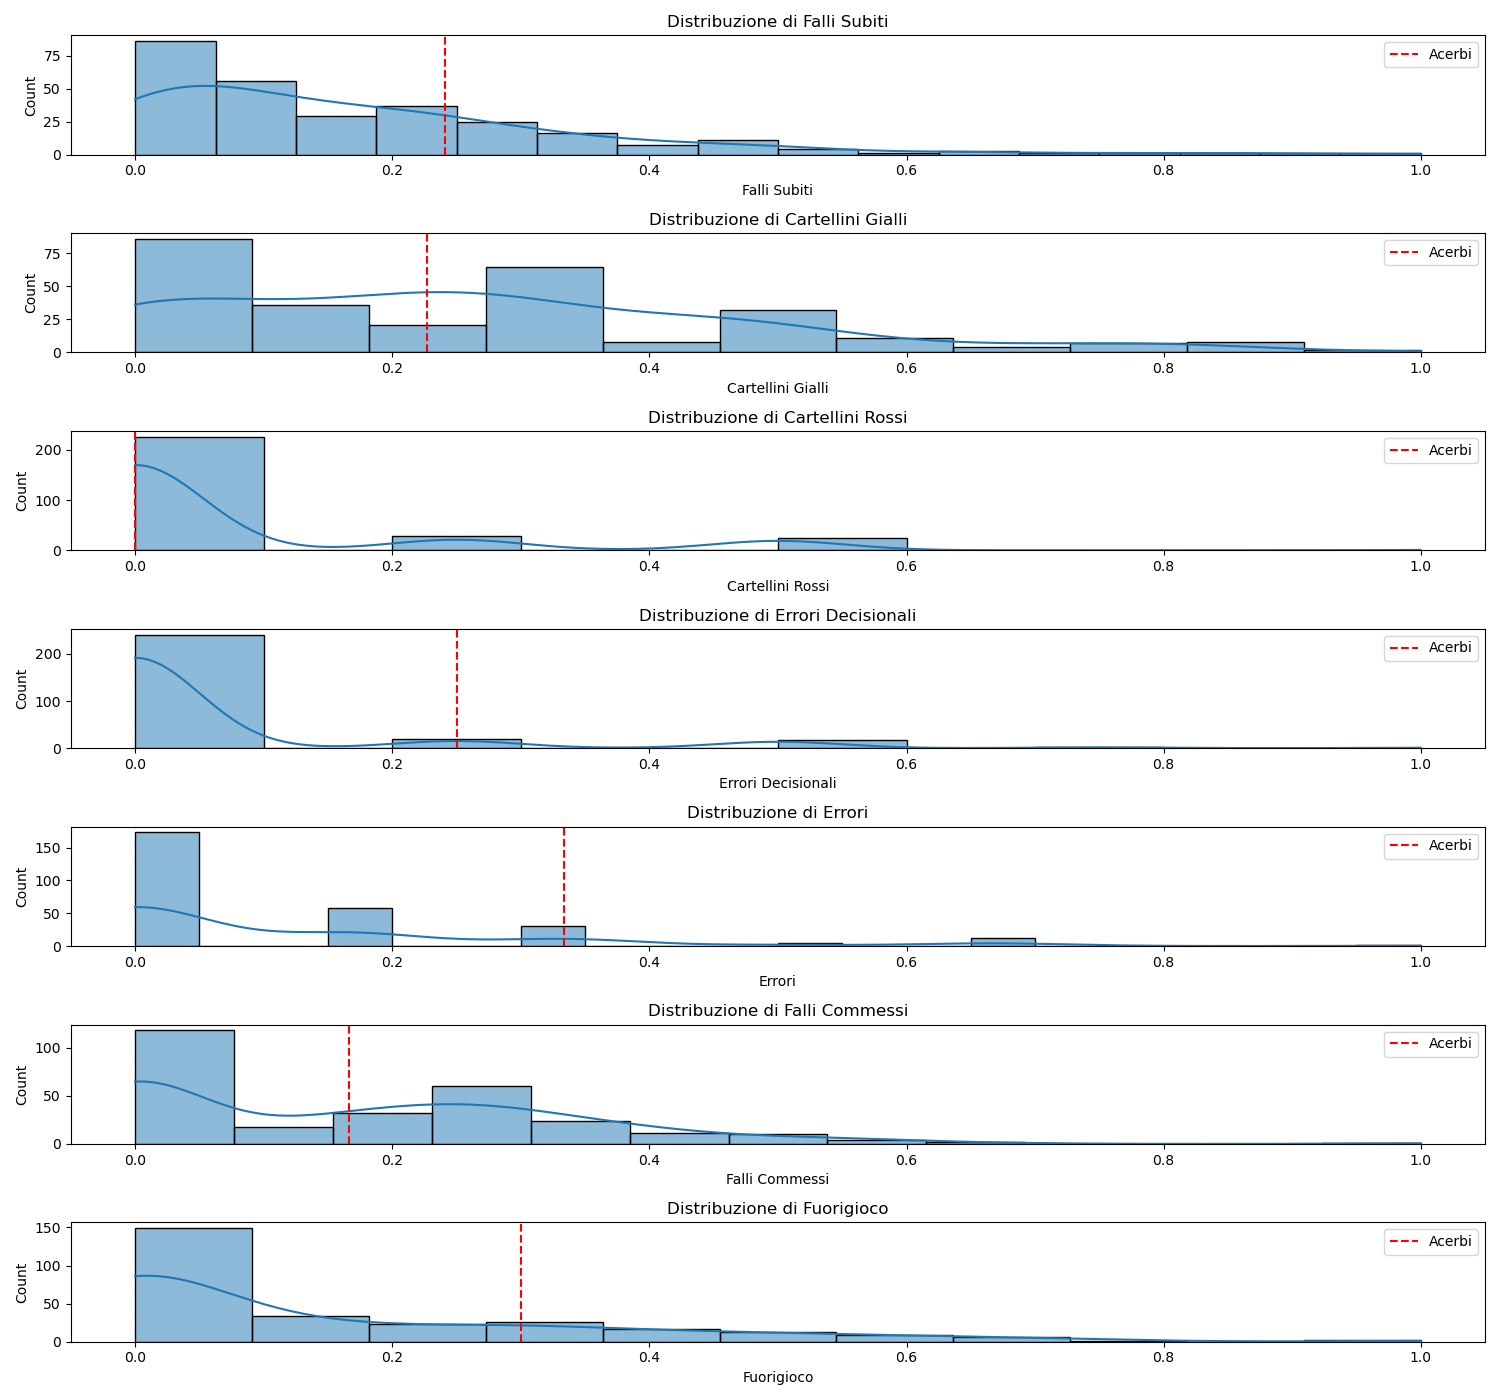 Distribuzione di Falli Subiti
Acerbi
Count
75
50
25
0
0.0 0.2 0.4 0.6 0.8 1.0
Falli Subiti
Distribuzione di Cartellini Gialli
Acerbi
Count
75
50
25
0
0.0 0.2 0.4 0.6 0.8 1.0
Cartellini Gialli
Distribuzione di Cartellini Rossi
Acerbi
Count
200
100
0
0.0 0.2 0.4 0.6 0.8 1.0
Cartellini Rossi
Distribuzione di Errori Decisionali
Acerbi
Count
200
100
0
0.0 0.2 0.4 0.6 0.8 1.0
Errori Decisionali
Distribuzione di Errori
Acerbi
Count
150
100
50
0
0.0 0.2 0.4 0.6 0.8 1.0
Errori
Distribuzione di Falli Commessi
Acerbi
Count
100
50
0
0.0 0.2 0.4 0.6 0.8 1.0
Falli Commessi
Distribuzione di Fuorigioco
Acerbi
Count
150
100
50
0
0.0 0.2 0.4 0.6 0.8 1.0
Fuorigioco